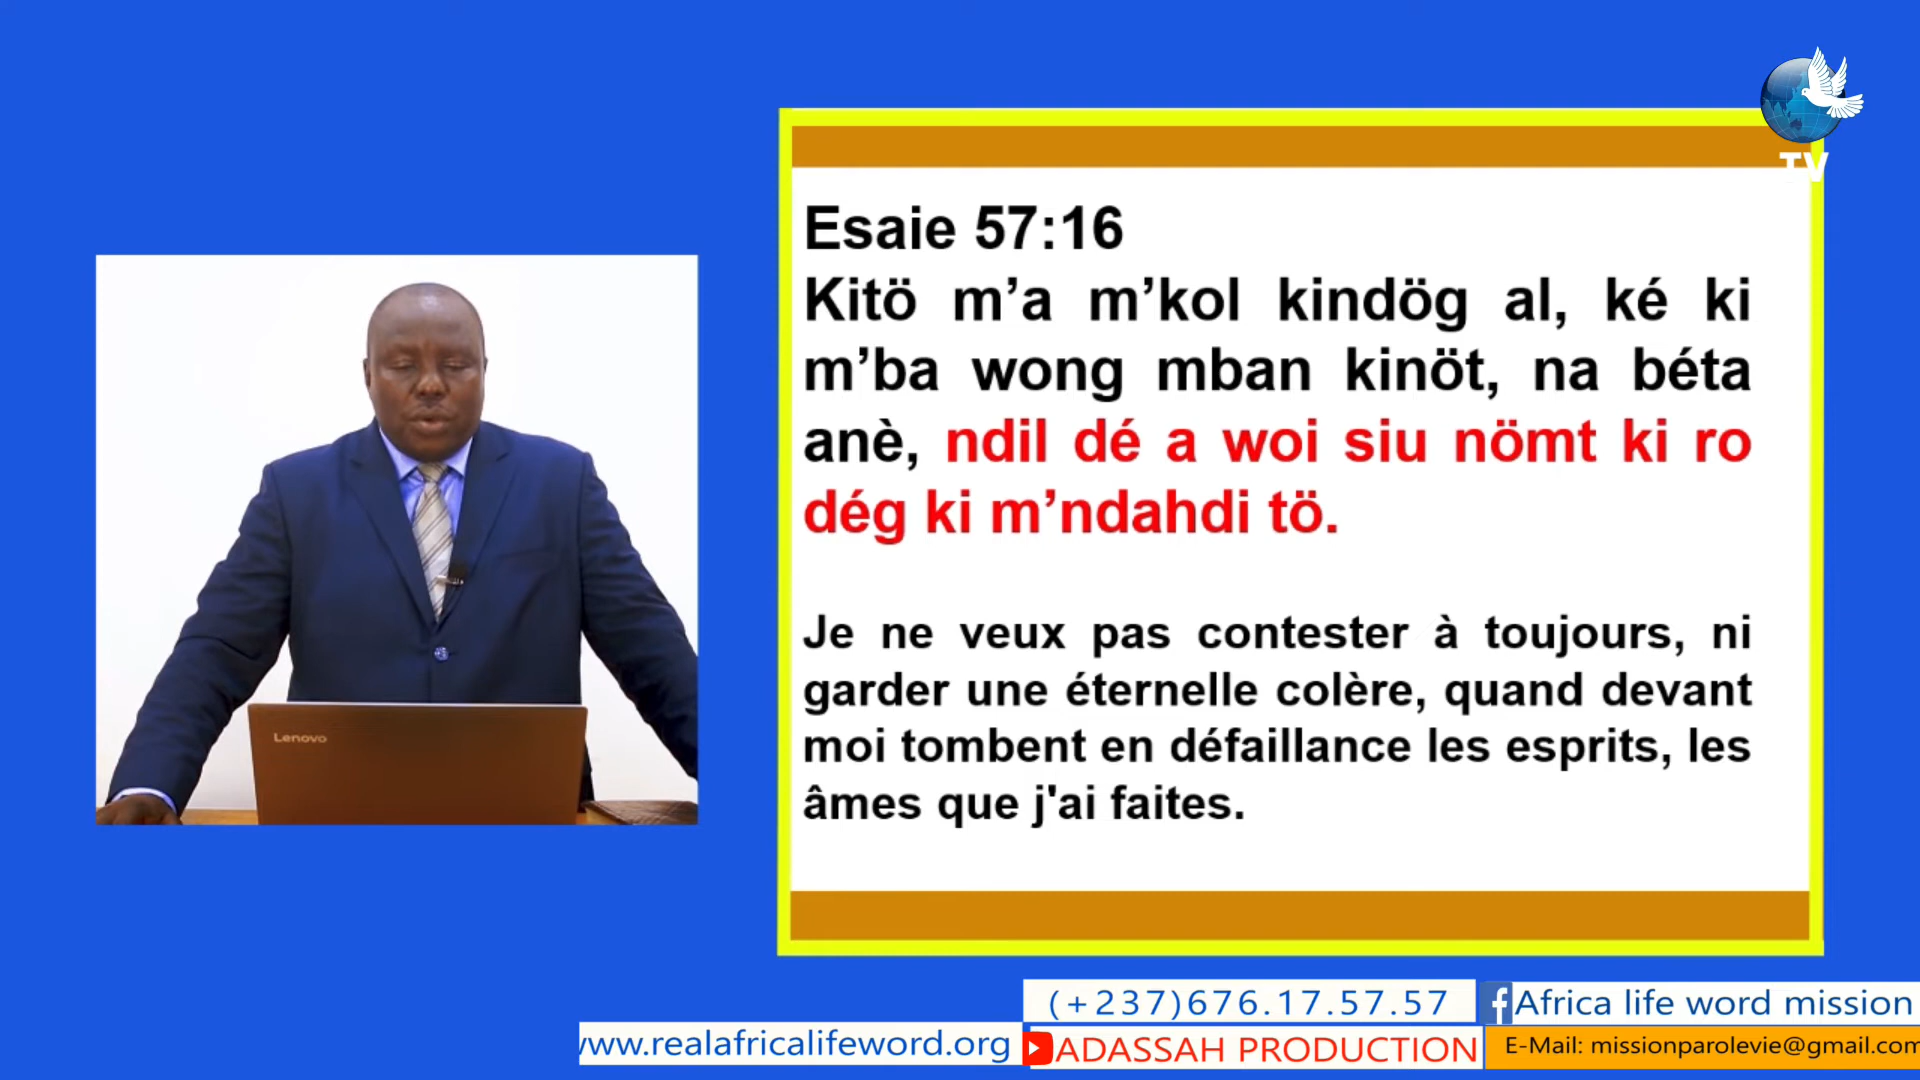 TV
Esaie 57:16
Kitö m’a m’kol kindög al, ké ki
m’ba wong mban kinöt, na béta
anè, ndil dé a woi siu nömt ki ro
dég ki m’ndahdi tö.
Je ne veux pas contester à toujours, ni
garder une éternelle colère, quand devant
moi tombent en défaillance les esprits, les
âmes que j'ai faites.
Lenovo
(+237)676.17.57.57
Africa life word mission
www.realafricalifeword.org
ADASSAH PRODUCTION
E-Mail: missionparolevie@gmail.com